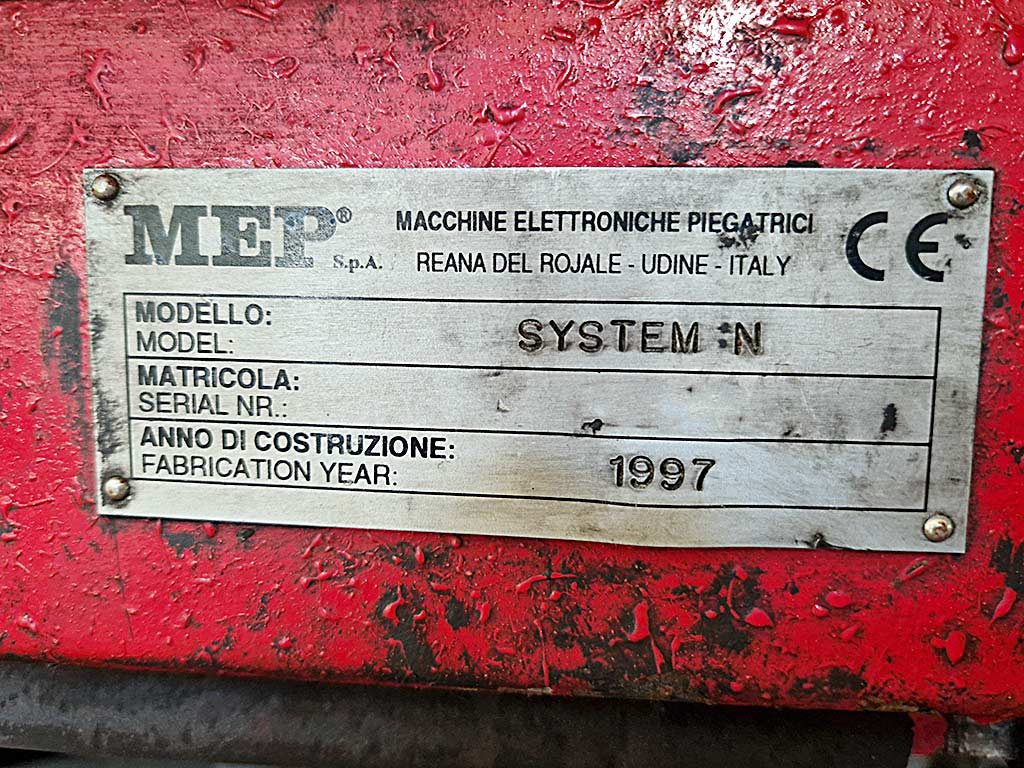 MEP® S.p.A.
MACCHINE ELETTRONICHE PIEGATRICI
REANA DEL ROJALE - UDINE - ITALY
CE
MODELLO:
MODEL: SYSTEM N
MATRICOLA:
SERIAL NR.:
ANNO DI COSTRUZIONE:
FABRICATION YEAR: 1997